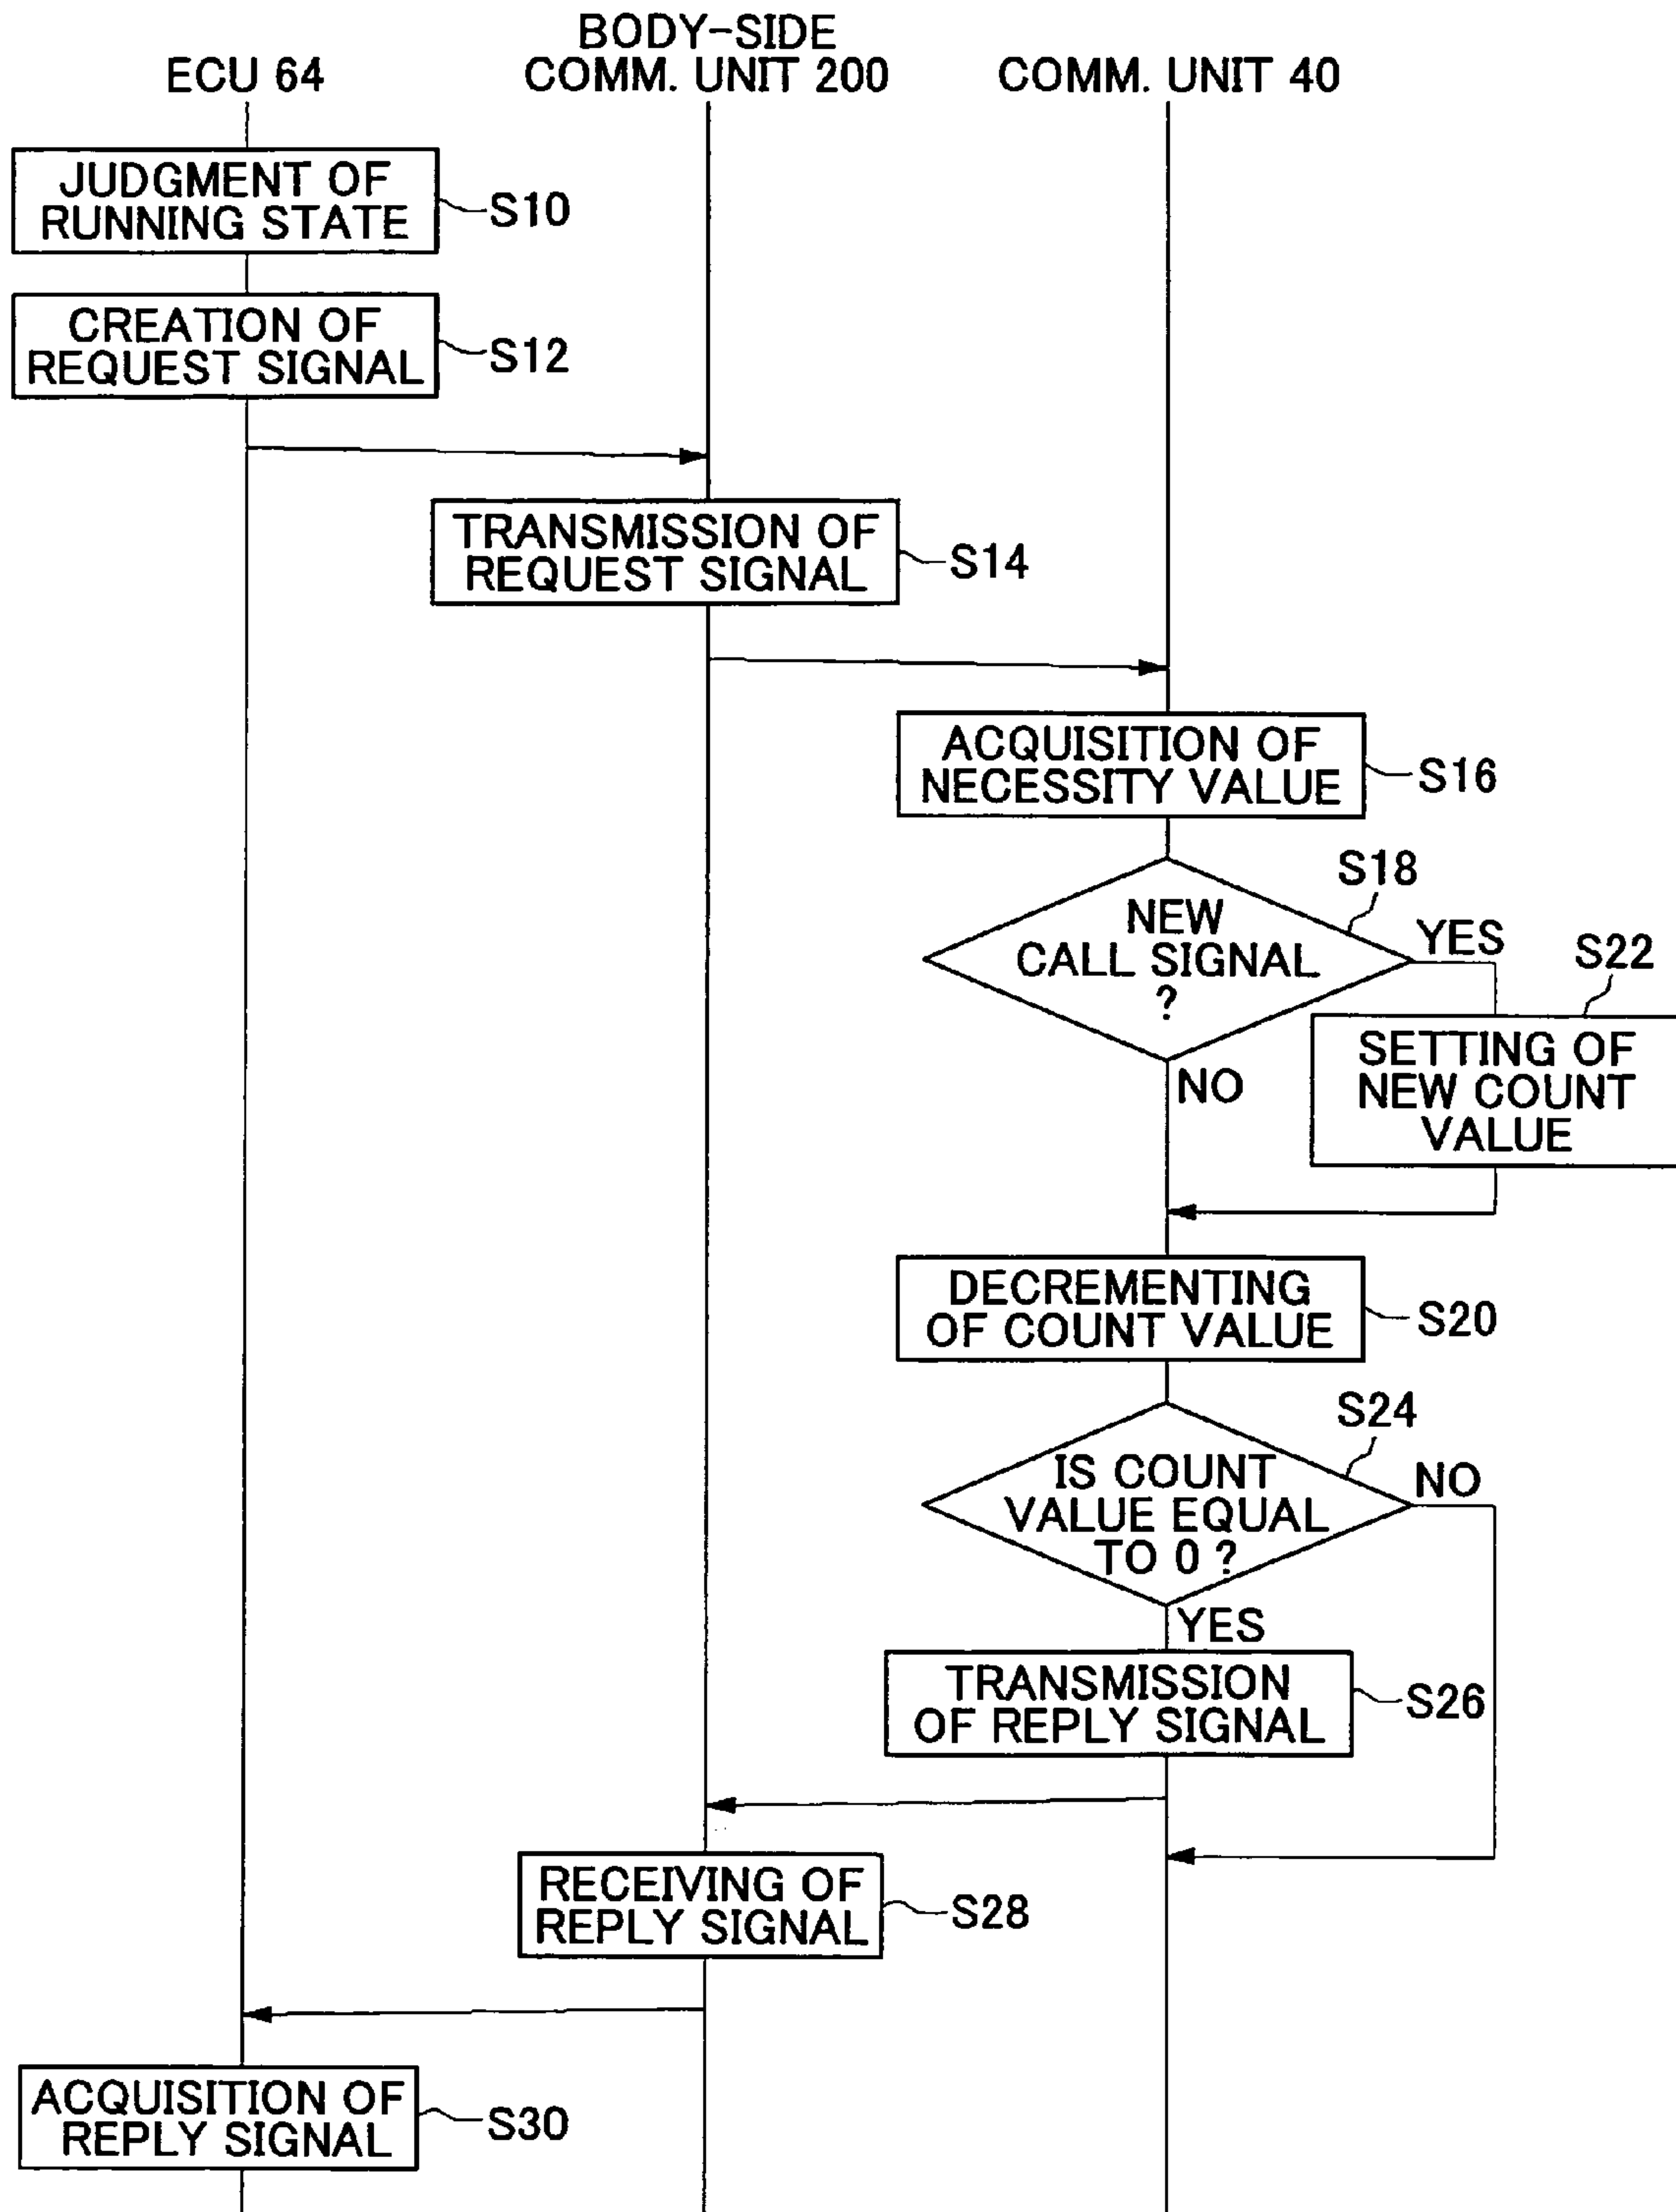 BODY-SIDE
ECU 64
COMM. UNIT 200
COMM. UNIT 40
JUDGMENT OF
RUNNING STATE
S10
CREATION OF
REQUEST SIGNAL
S12
TRANSMISSION OF
REQUEST SIGNAL
S14
ACQUISITION OF
NECESSITY VALUE
S16
S18
NEW
CALL SIGNAL
?
YES
NO
S22
SETTING OF
NEW COUNT
VALUE
DECREMENTING
OF COUNT VALUE
S20
S24
IS COUNT
VALUE EQUAL
TO 0 ?
NO
YES
TRANSMISSION
OF REPLY SIGNAL
S26
RECEIVING OF
REPLY SIGNAL
S28
ACQUISITION OF
REPLY SIGNAL
S30